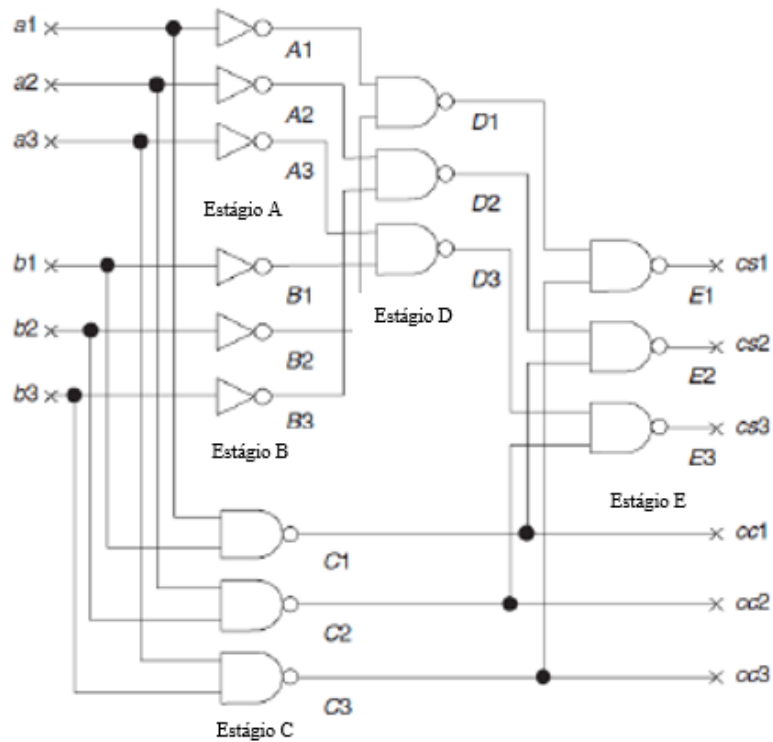 a1
A1
a2
A2
a3
A3
D1
D2
D3
Estágio A
b1
B1
b2
B2
b3
B3
Estágio D
Estágio B
cs1
E1
cs2
E2
cs3
E3
Estágio E
C1
cc1
C2
cc2
C3
cc3
Estágio C